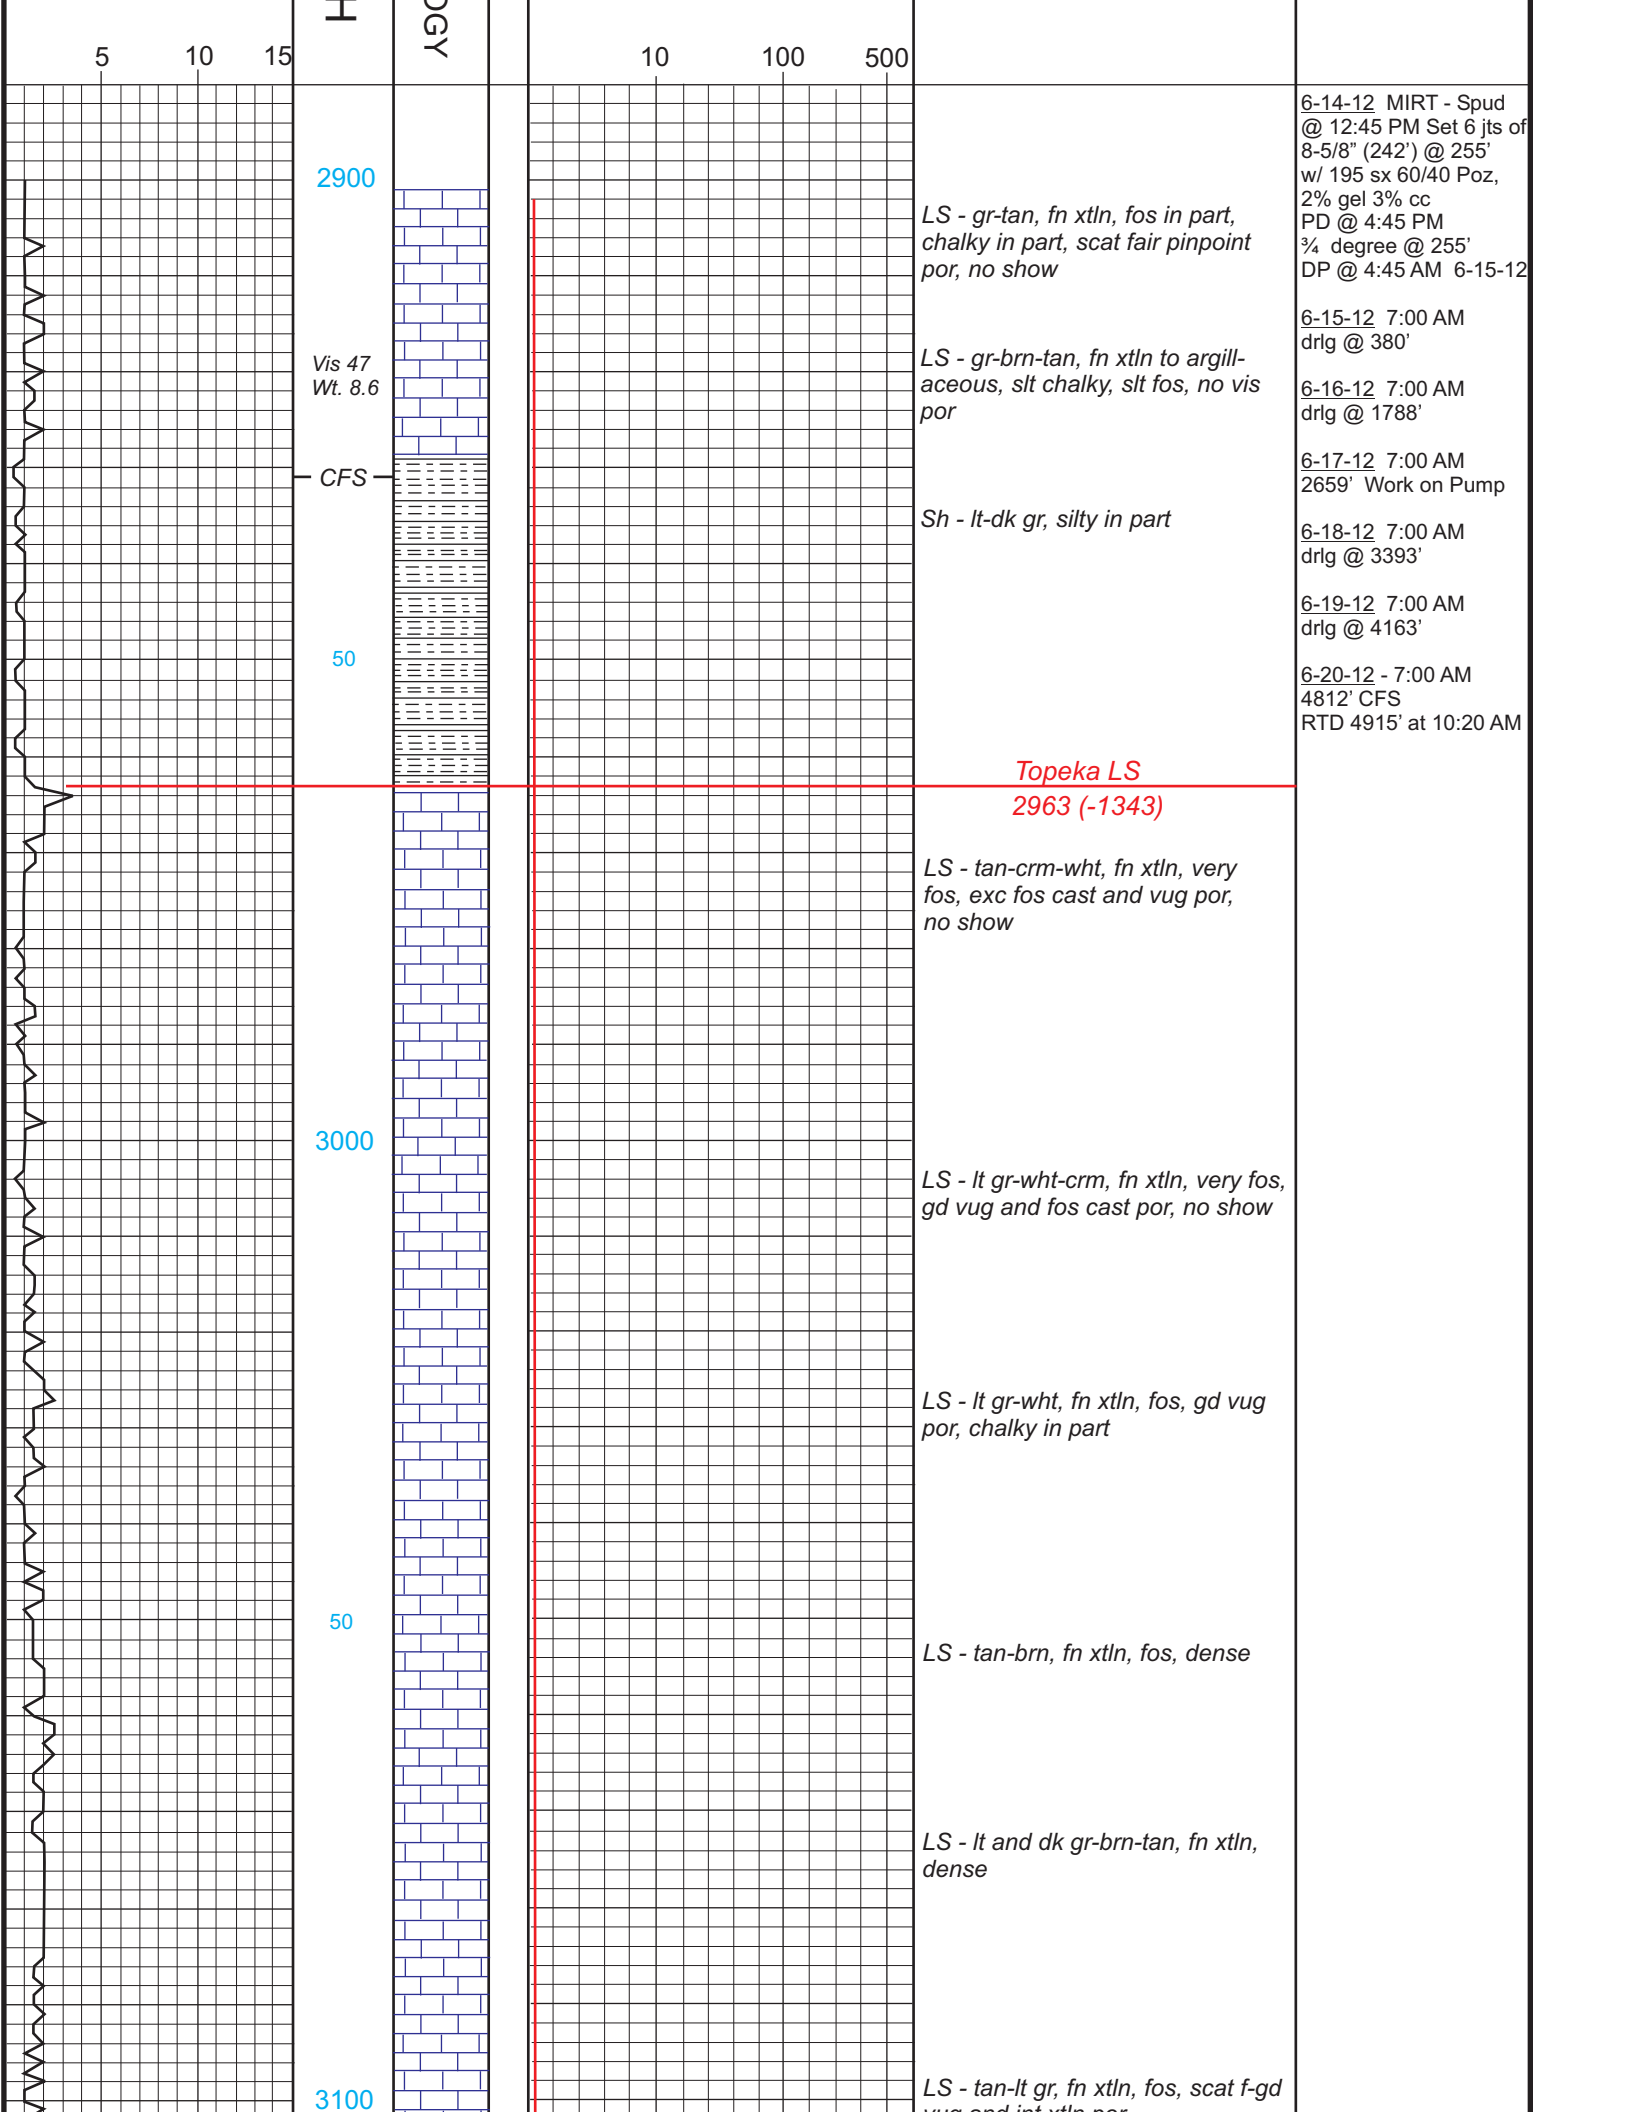 H
OGY
5 10 15
10 100 500
2900
Vis 47
Wt. 8.6
CFS
50
3000
50
3100
LS - gr-tan, fn xtln, fos in part,
chalky in part, scat fair pinpoint
por, no show
LS - gr-brn-tan, fn xtln to argill-
aceous, slt chalky, slt fos, no vis
por
Sh - lt-dk gr, silty in part
Topeka LS
2963 (-1343)
LS - tan-crm-wht, fn xtln, very
fos, exc fos cast and vug por,
no show
LS - lt gr-wht-crm, fn xtln, very fos,
gd vug and fos cast por, no show
LS - lt gr-wht, fn xtln, fos, gd vug
por, chalky in part
LS - tan-brn, fn xtln, fos, dense
LS - lt and dk gr-brn-tan, fn xtln,
dense
LS - tan-lt gr, fn xtln, fos, scat f-gd
vug and int xtln por
6-14-12 MIRT - Spud
@ 12:45 PM Set 6 jts of
8-5/8” (242’) @ 255’
w/ 195 sx 60/40 Poz,
2% gel 3% cc
PD @ 4:45 PM
¾ degree @ 255’
DP @ 4:45 AM 6-15-12
6-15-12 7:00 AM
drlg @ 380’
6-16-12 7:00 AM
drlg @ 1788’
6-17-12 7:00 AM
2659’ Work on Pump
6-18-12 7:00 AM
drlg @ 3393’
6-19-12 7:00 AM
drlg @ 4163’
6-20-12 - 7:00 AM
4812’ CFS
RTD 4915’ at 10:20 AM